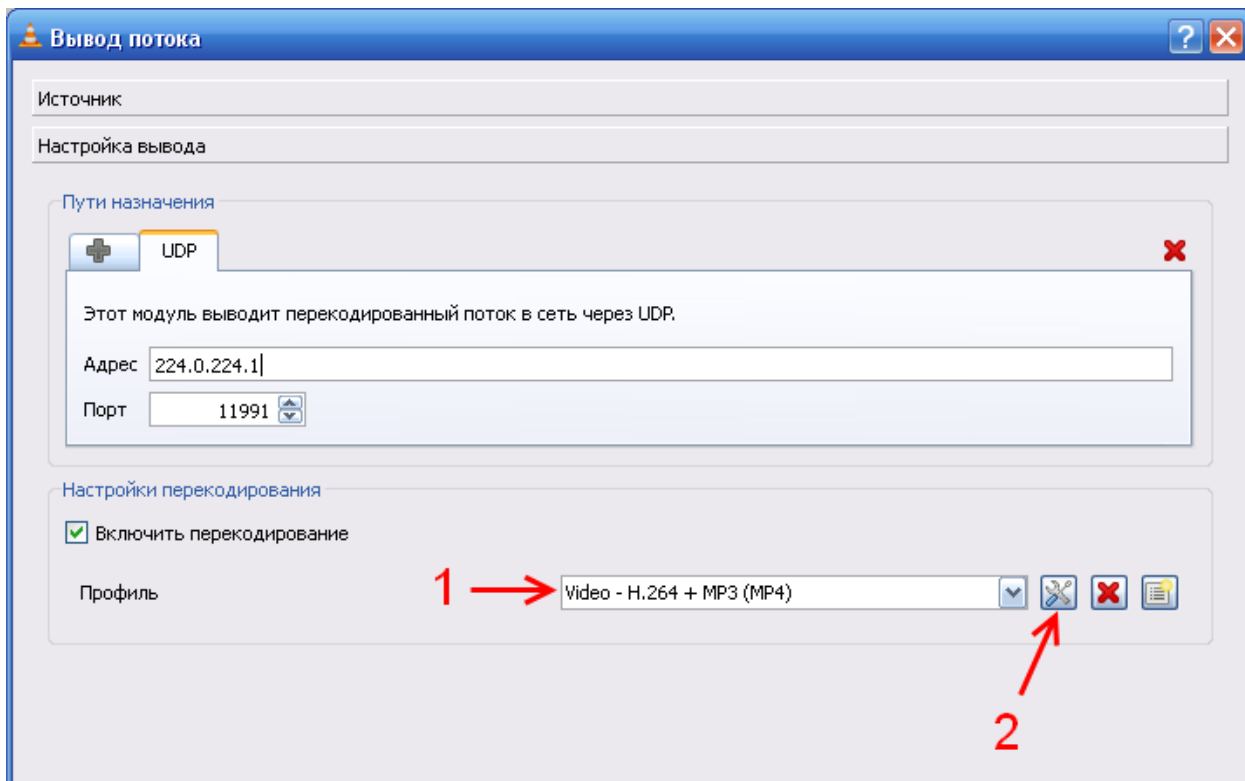 Вывод потока
Источник
Настройка вывода
Пути назначения
UDP
Этот модуль выводит перекодированный поток в сеть через UDP.
Адрес 224.0.224.1
Порт 11991
Настройки перекодирования
Включить перекодирование
Профиль 1 Video - H.264 + MP3 (MP4)
2